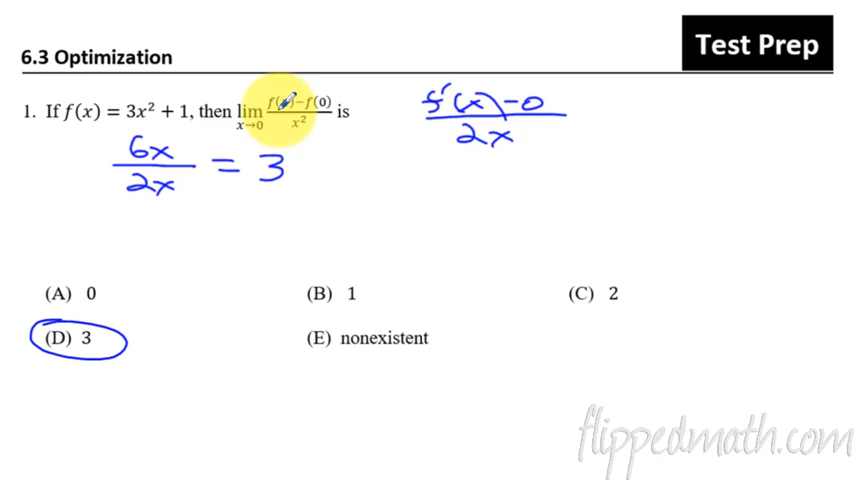 Test Prep
6.3 Optimization
1. If f(x) = 3x² + 1, then lim x→0 f( )−f(0) / x² is
f'(x) − 0 / 2x
6x / 2x = 3
(A) 0
(B) 1
(C) 2
(D) 3
(E) nonexistent
flippedmath.com